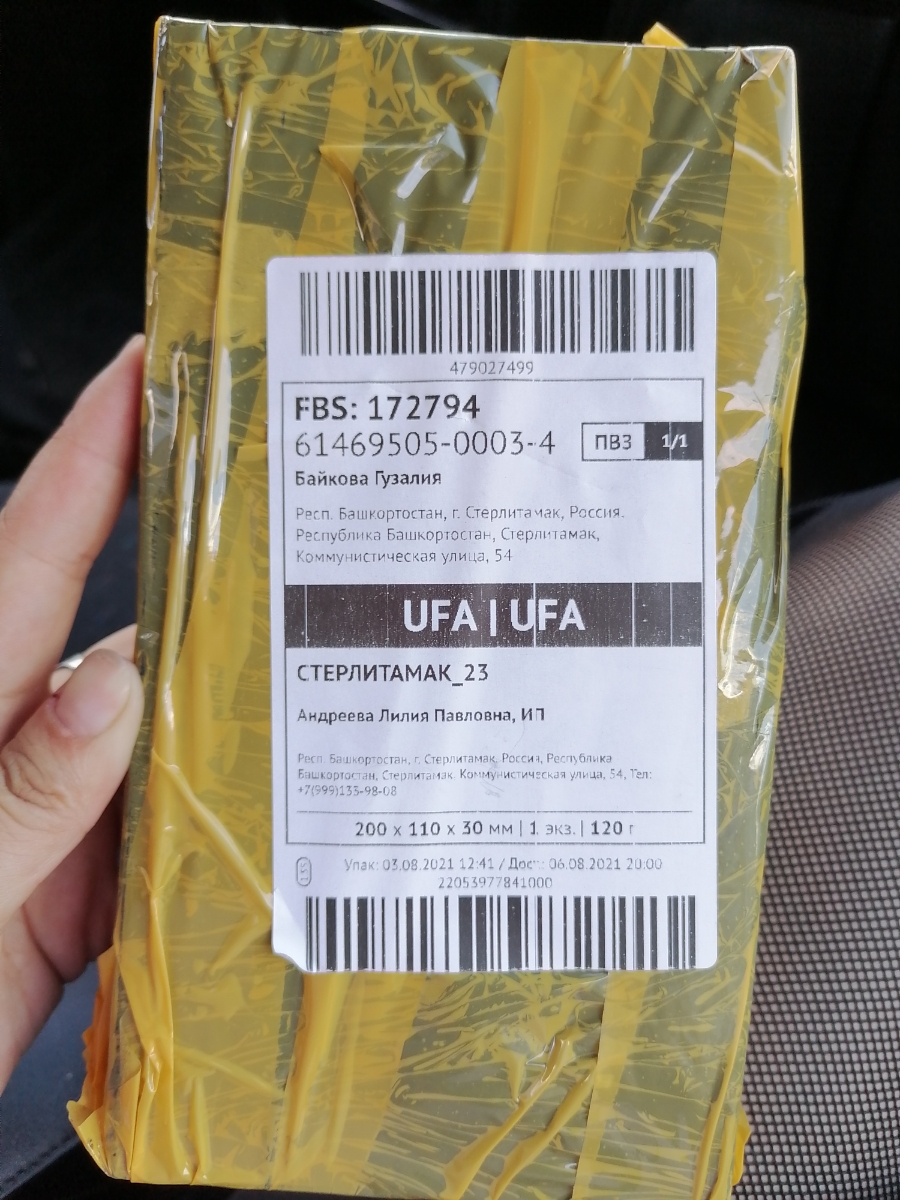 479027499
FBS: 172794
61469505-0003-4
ПВЗ 1/1
Байкова Гузалия
Респ. Башкортостан, г. Стерлитамак, Россия.
Республика Башкортостан, Стерлитамак,
Коммунистическая улица, 54
UFA | UFA
СТЕРЛИТАМАК_23
Андреева Лилия Павловна, ИП
Респ. Башкортостан, г. Стерлитамак, Россия, Республика
Башкортостан, Стерлитамак, Коммунистическая улица, 54, Тел:
+7(999)133-98-08
200 x 110 x 30 мм | 1 экз. | 120 г
Упак: 03.08.2021 12:41 / Дост.: 06.08.2021 20:00
22053977841000